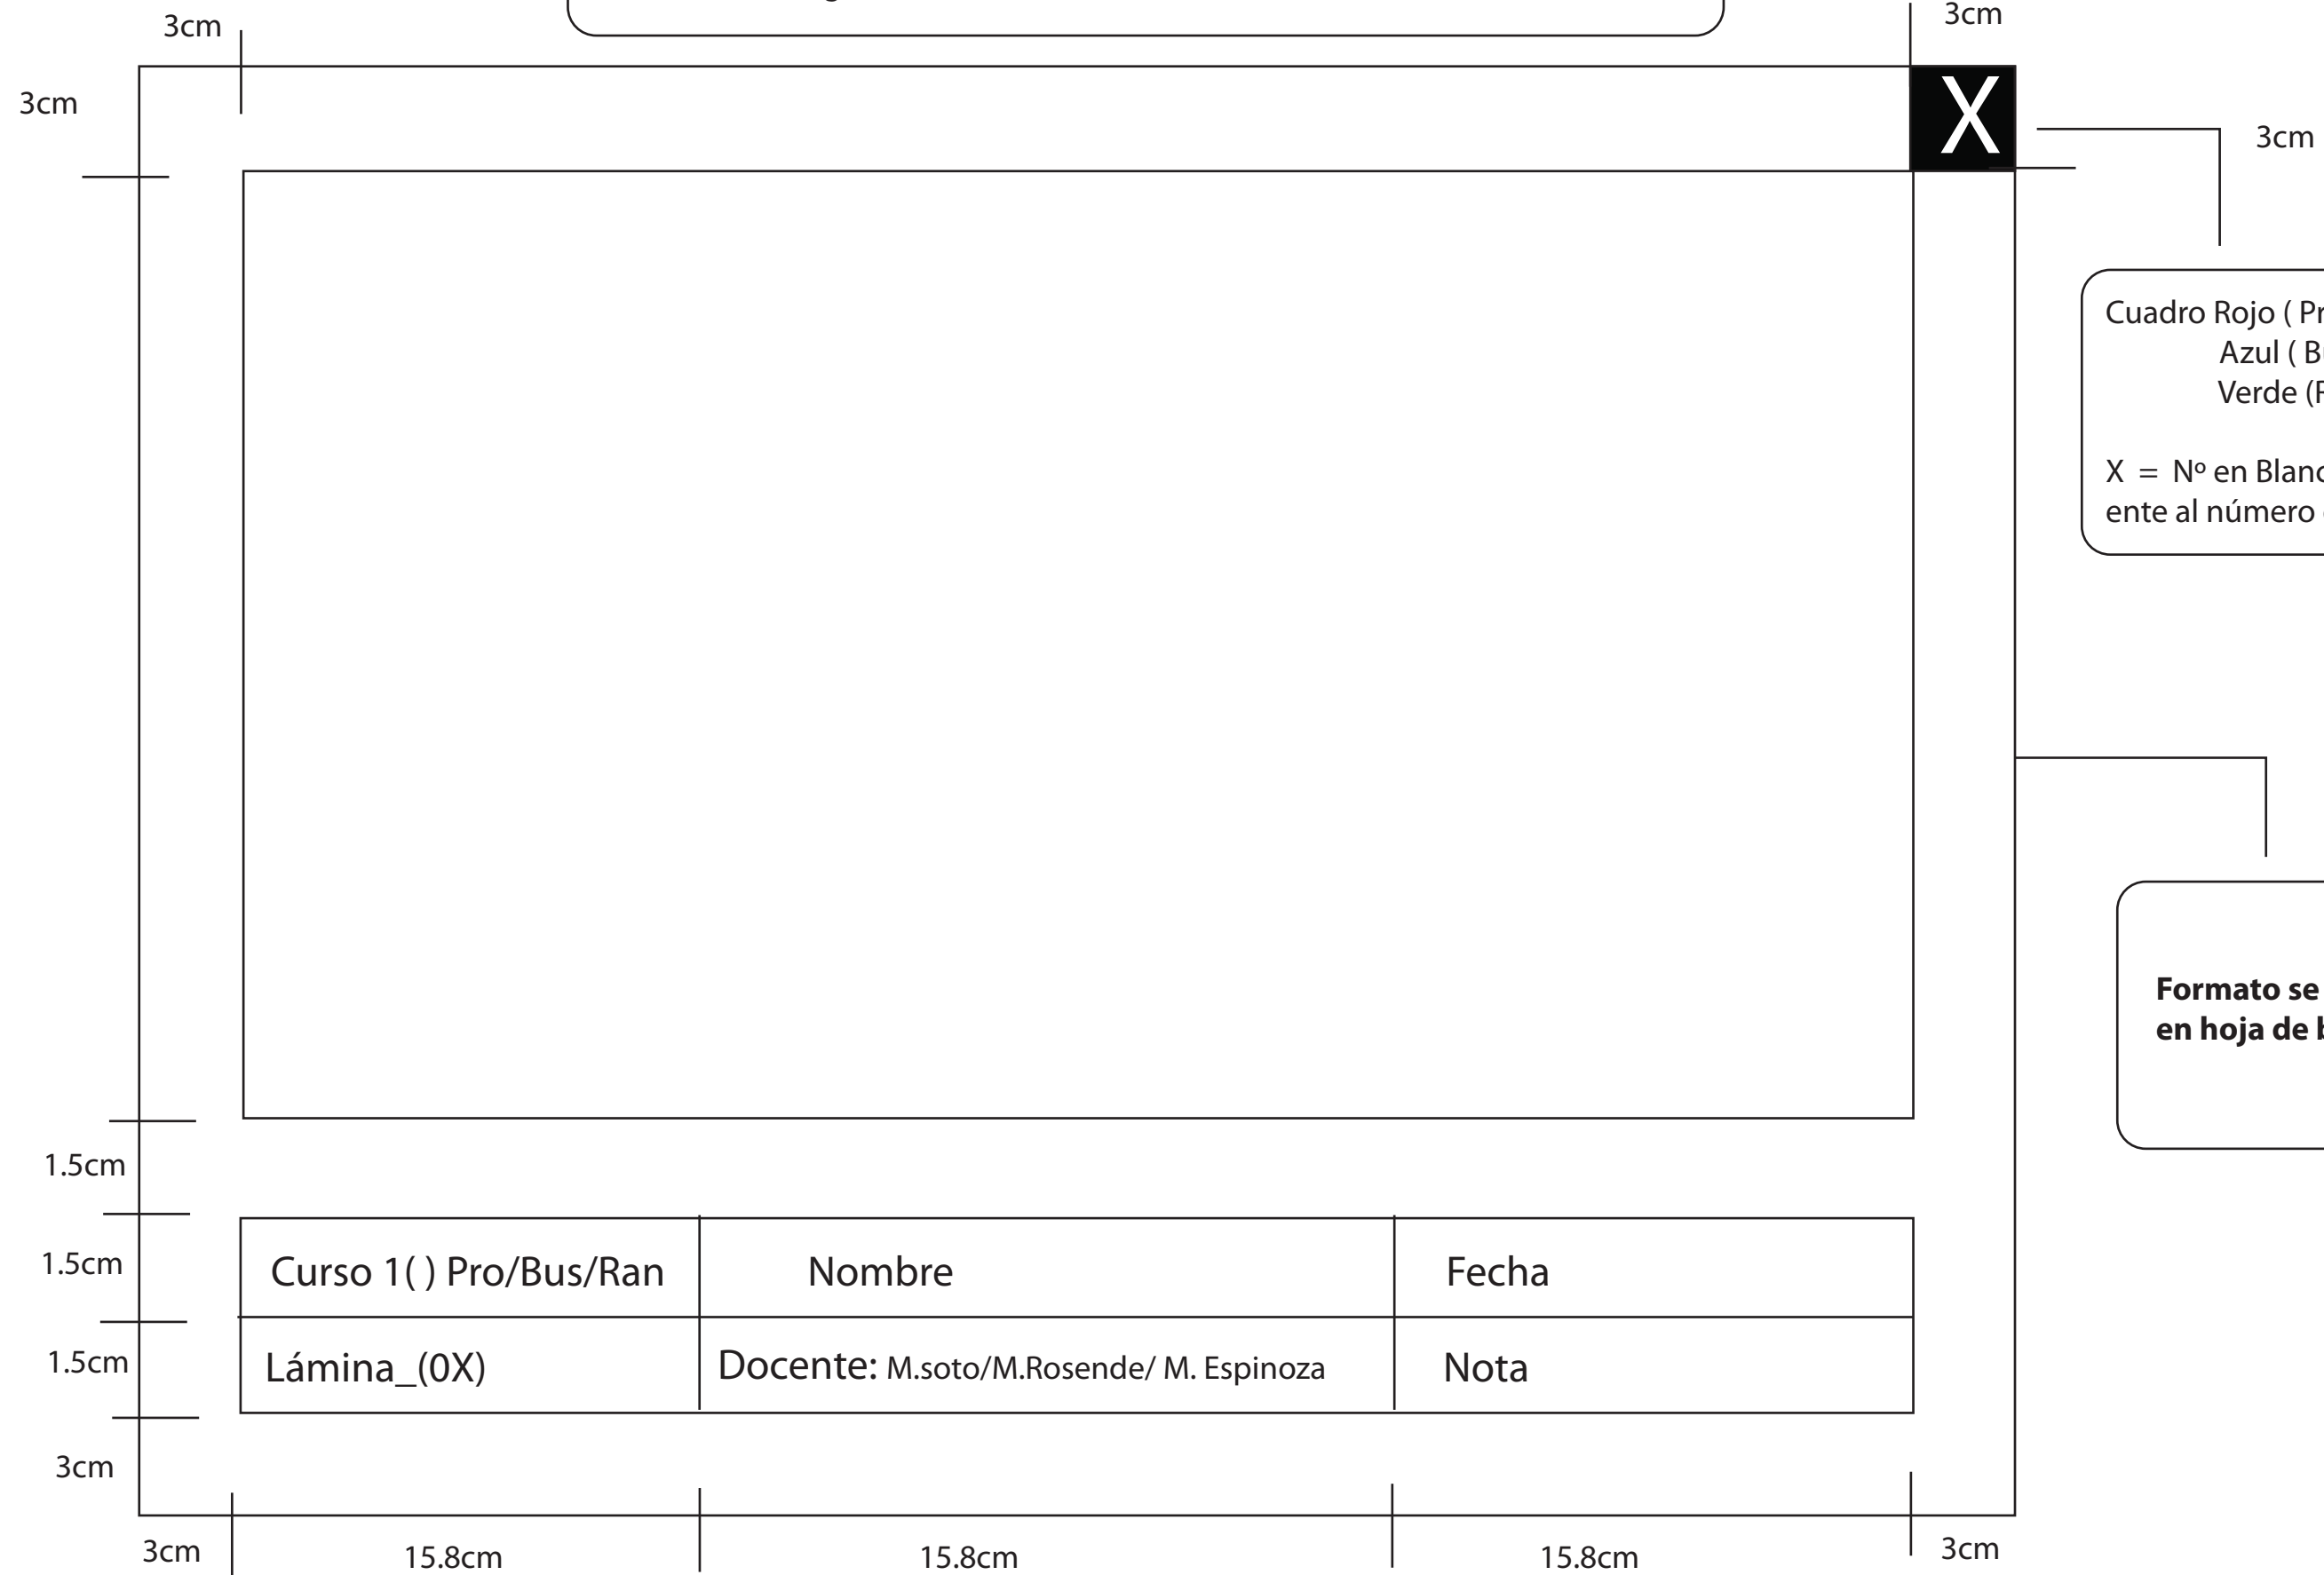 3cm
3cm
3cm
X
3cm
Cuadro Rojo (
Azul (
Verde
X = Nº en
ente al número
Formato se
en hoja de
1.5cm
1.5cm
Curso 1( ) Pro/Bus/Ran
Nombre
Fecha
1.5cm
Lámina_(0X)
Docente: M.soto/M.Rosende/ M. Espinoza
Nota
3cm
3cm
15.8cm
15.8cm
15.8cm
3cm